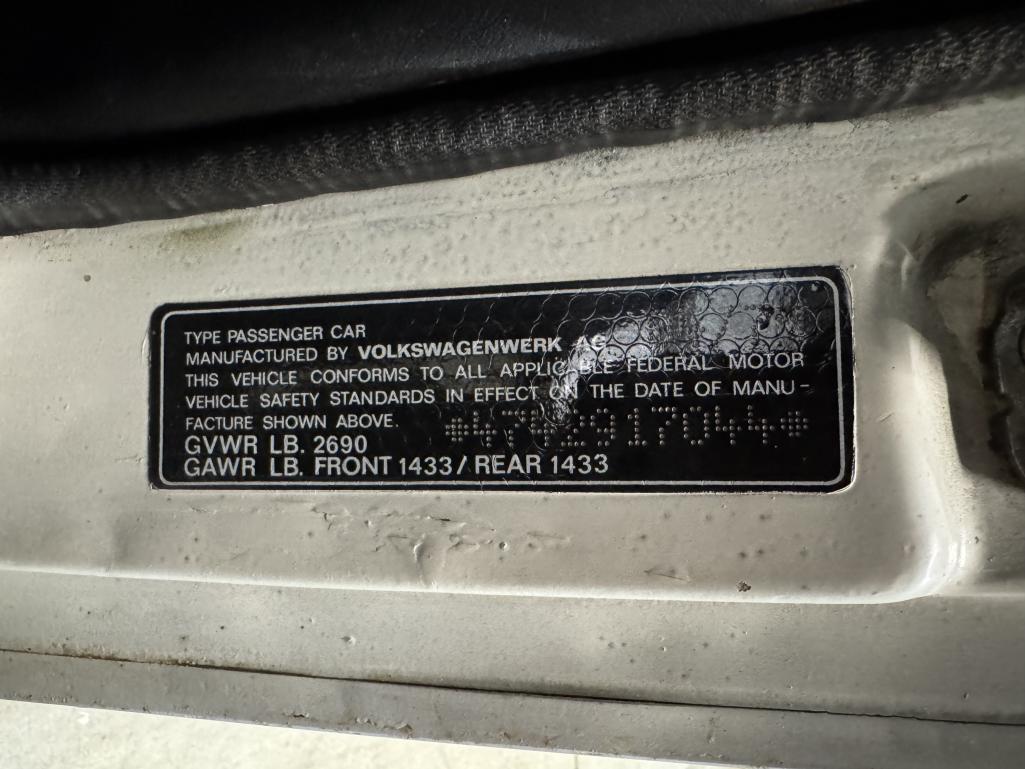 TYPE PASSENGER CAR
MANUFACTURED BY VOLKSWAGENWERK AG
THIS VEHICLE CONFORMS TO ALL APPLICABLE FEDERAL MOTOR
VEHICLE SAFETY STANDARDS IN EFFECT ON THE DATE OF MANU-
FACTURE SHOWN ABOVE. *4742917044*
GVWR LB. 2690
GAWR LB. FRONT 1433/REAR 1433